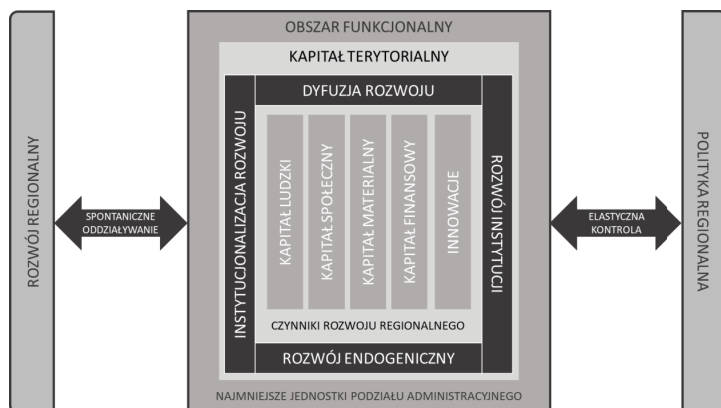 OBSZAR FUNKCJONALNY
KAPITAŁ TERYTORIALNY
DYFUZJA ROZWOJU
ROZWÓJ REGIONALNY
SPONTANICZNE
ODDZIAŁYWANIE
INSTYTUCJONALIZACJA ROZWOJU
KAPITAŁ LUDZKI
KAPITAŁ SPOŁECZNY
KAPITAŁ MATERIALNY
KAPITAŁ FINANSOWY
INNOWACJE
ROZWÓJ INSTYTUCJI
ELASTYCZNA
KONTROLA
POLITYKA REGIONALNA
CZYNNIKI ROZWOJU REGIONALNEGO
ROZWÓJ ENDOGENICZNY
NAJMNIEJSZE JEDNOSTKI PODZIAŁU ADMINISTRACYJNEGO